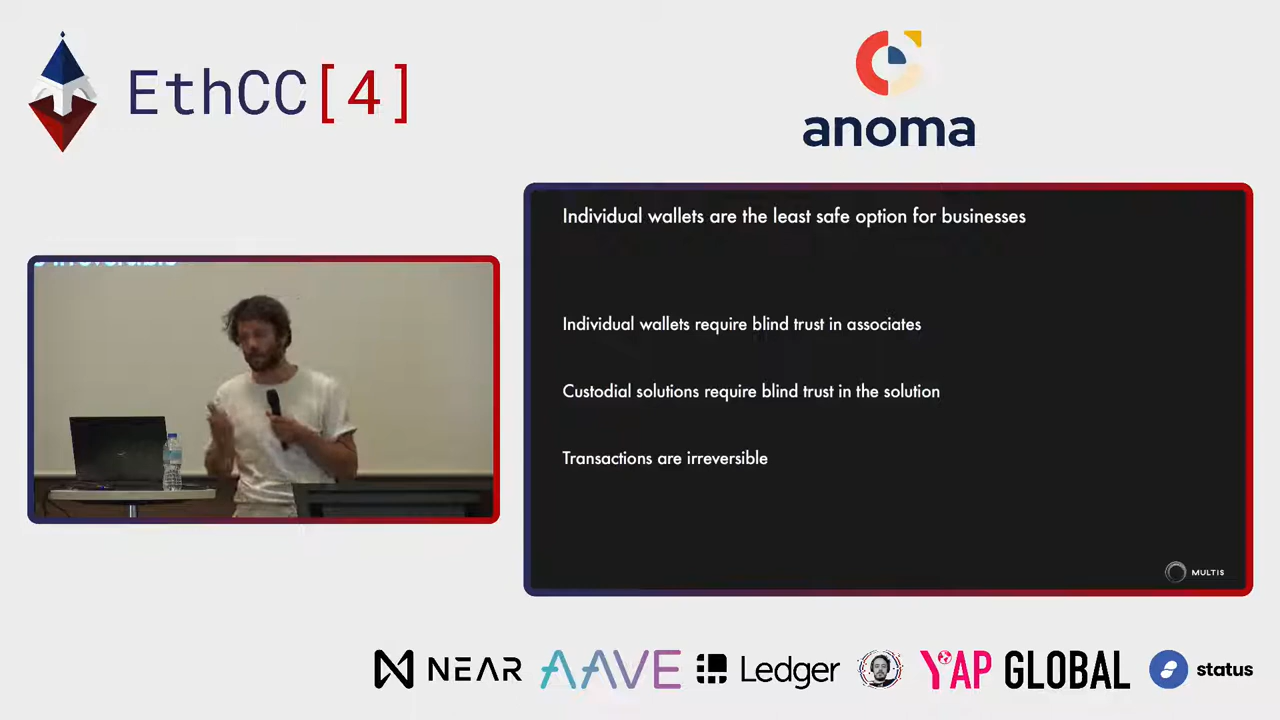 EthCC[4]
anoma
Individual wallets are the least safe option for businesses
Individual wallets require blind trust in associates
Custodial solutions require blind trust in the solution
Transactions are irreversible
MULTIS
NEAR
AAVE
Ledger
YAP GLOBAL
status